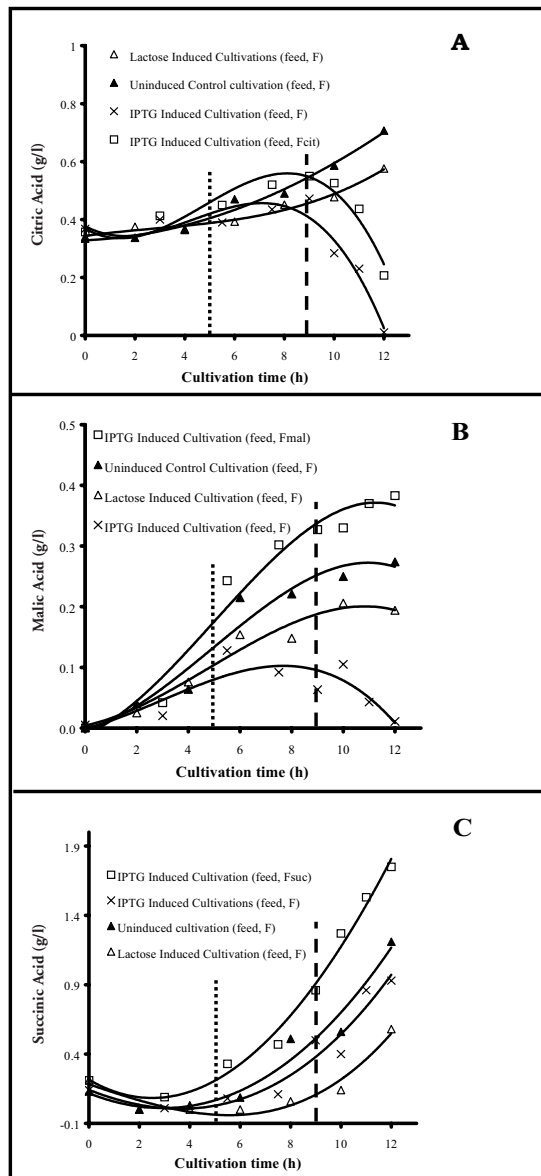 A
1
0.8
0.6
0.4
0.2
0
Citric Acid (g/l)
Lactose Induced Cultivations (feed, F)
Uninduced Control cultivation (feed, F)
IPTG Induced Cultivation (feed, F)
IPTG Induced Cultivation (feed, Fcit)
0 2 4 6 8 10 12
Cultivation time (h)
B
0.5
0.4
0.3
0.2
0.1
0.0
Malic Acid (g/l)
IPTG Induced Cultivation (feed, Fmal)
Uninduced Control Cultivation (feed, F)
Lactose Induced Cultivation (feed, F)
IPTG Induced Cultivation (feed, F)
0 2 4 6 8 10 12
Cultivation time (h)
C
1.9
1.4
0.9
0.4
-0.1
Succinic Acid (g/l)
IPTG Induced Cultivation (feed, Fsuc)
IPTG Induced Cultivations (feed, F)
Uninduced cultivation (feed, F)
Lactose Induced Cultivation (feed, F)
0 2 4 6 8 10 12
Cultivation time (h)